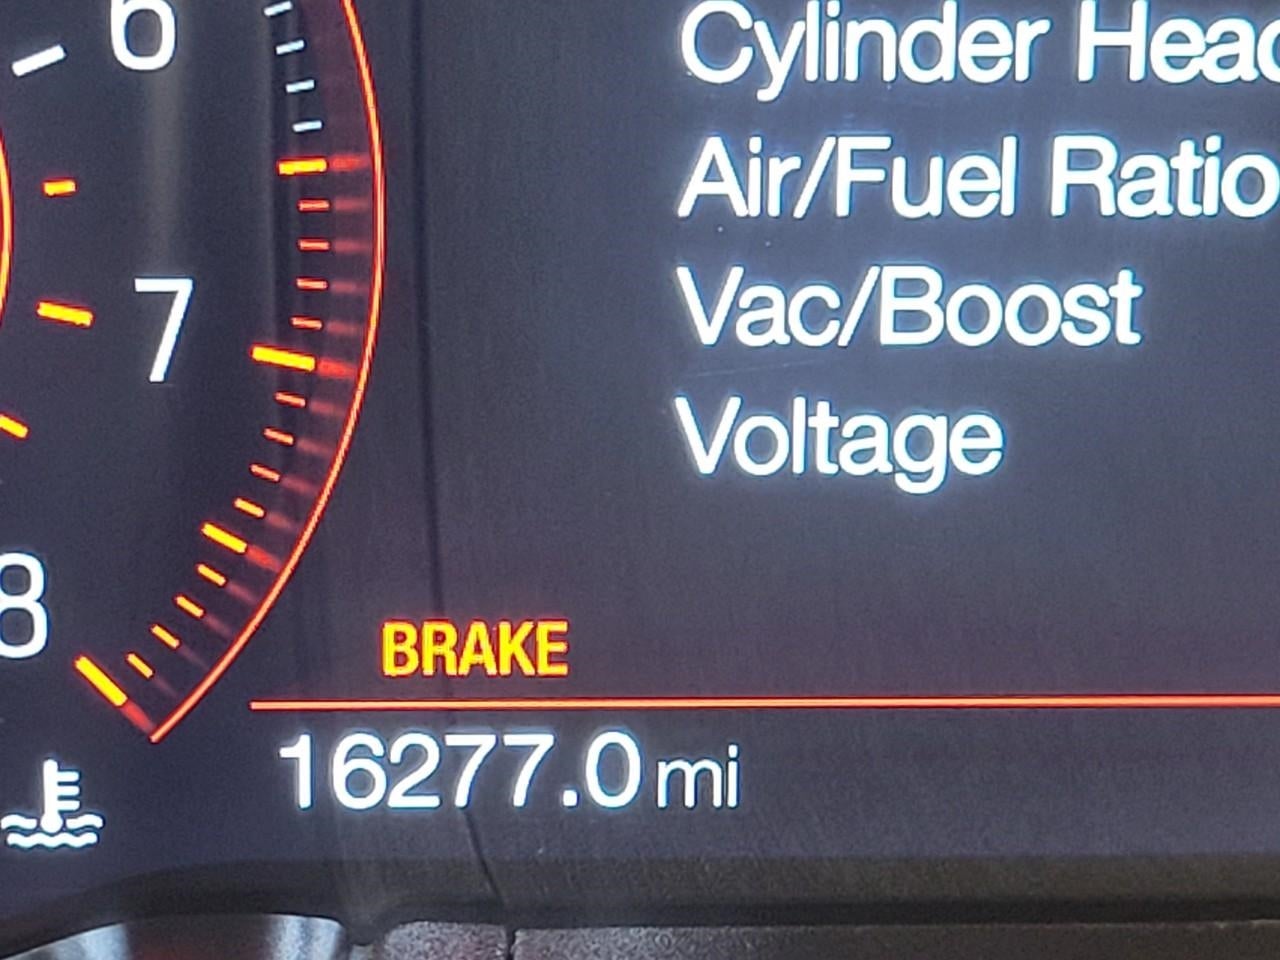 6
7
8
Cylinder Head
Air/Fuel Ratio
Vac/Boost
Voltage
BRAKE
16277.0 mi